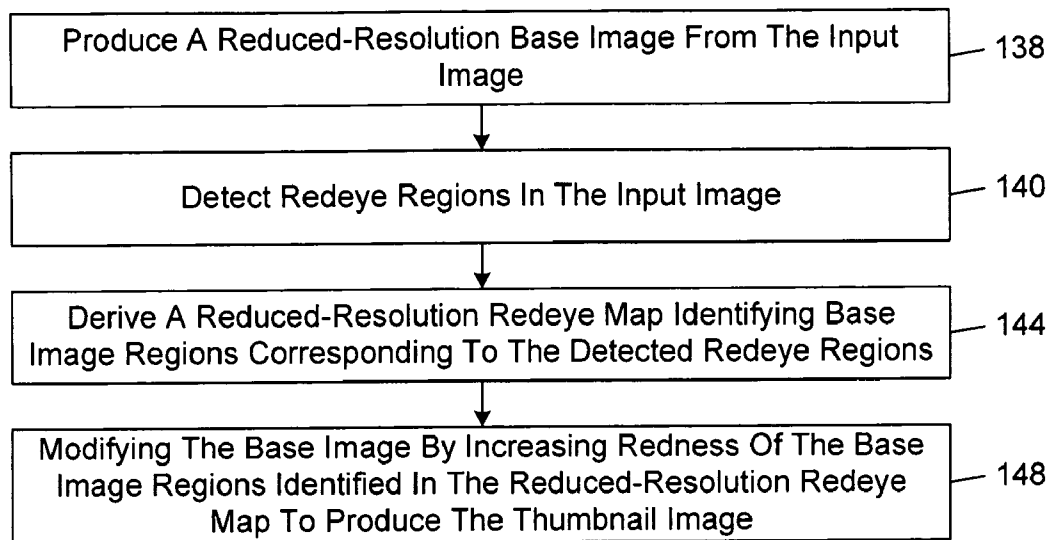 Produce A Reduced-Resolution Base Image From The Input
Image
138
Detect Redeye Regions In The Input Image
140
Derive A Reduced-Resolution Redeye Map Identifying Base
Image Regions Corresponding To The Detected Redeye Regions
144
Modifying The Base Image By Increasing Redness Of The Base
Image Regions Identified In The Reduced-Resolution Redeye
Map To Produce The Thumbnail Image
148